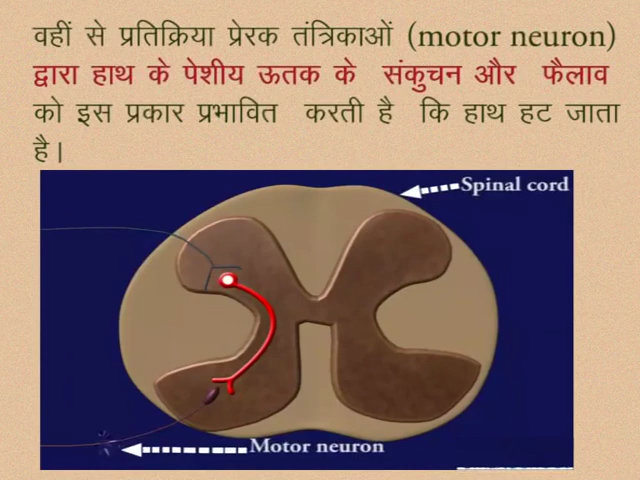 वहीं से प्रतिक्रिया प्रेरक तंत्रिकाओं (motor neuron)
द्वारा हाथ के पेशीय ऊतक के संकुचन और फैलाव
को इस प्रकार प्रभावित करती है कि हाथ हट जाता
है।
Spinal cord
Motor neuron